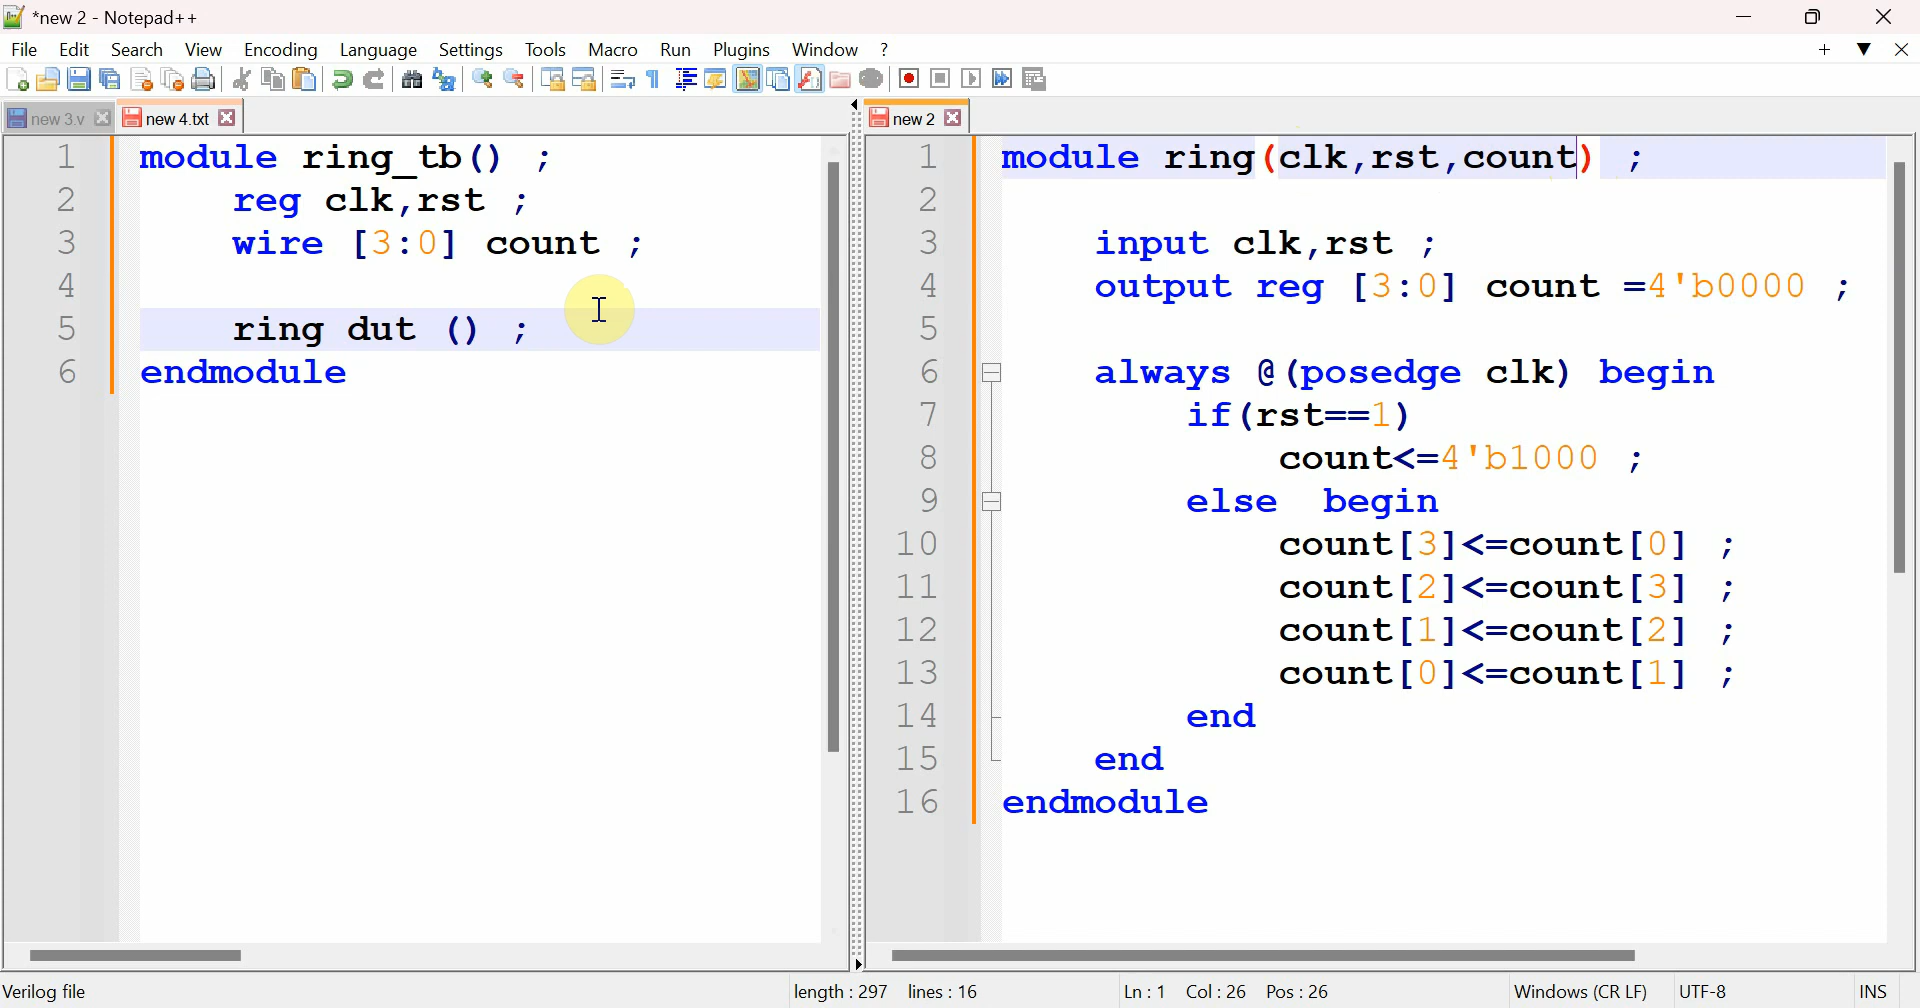 *new 2 - Notepad++
File Edit Search View Encoding Language Settings Tools Macro Run Plugins Window ?
new 3.v new 4.txt
1 module ring_tb() ;
2 reg clk,rst ;
3 wire [3:0] count ;
4
5 ring dut () ;
6 endmodule
new 2
1 module ring(clk,rst,count) ;
2
3 input clk,rst ;
4 output reg [3:0] count =4'b0000 ;
5
6 always @(posedge clk) begin
7 if(rst==1)
8 count<=4'b1000 ;
9 else begin
10 count[3]<=count[0] ;
11 count[2]<=count[3] ;
12 count[1]<=count[2] ;
13 count[0]<=count[1] ;
14 end
15 end
16 endmodule
Verilog file length : 297 lines : 16 Ln : 1 Col : 26 Pos : 26 Windows (CR LF) UTF-8 INS